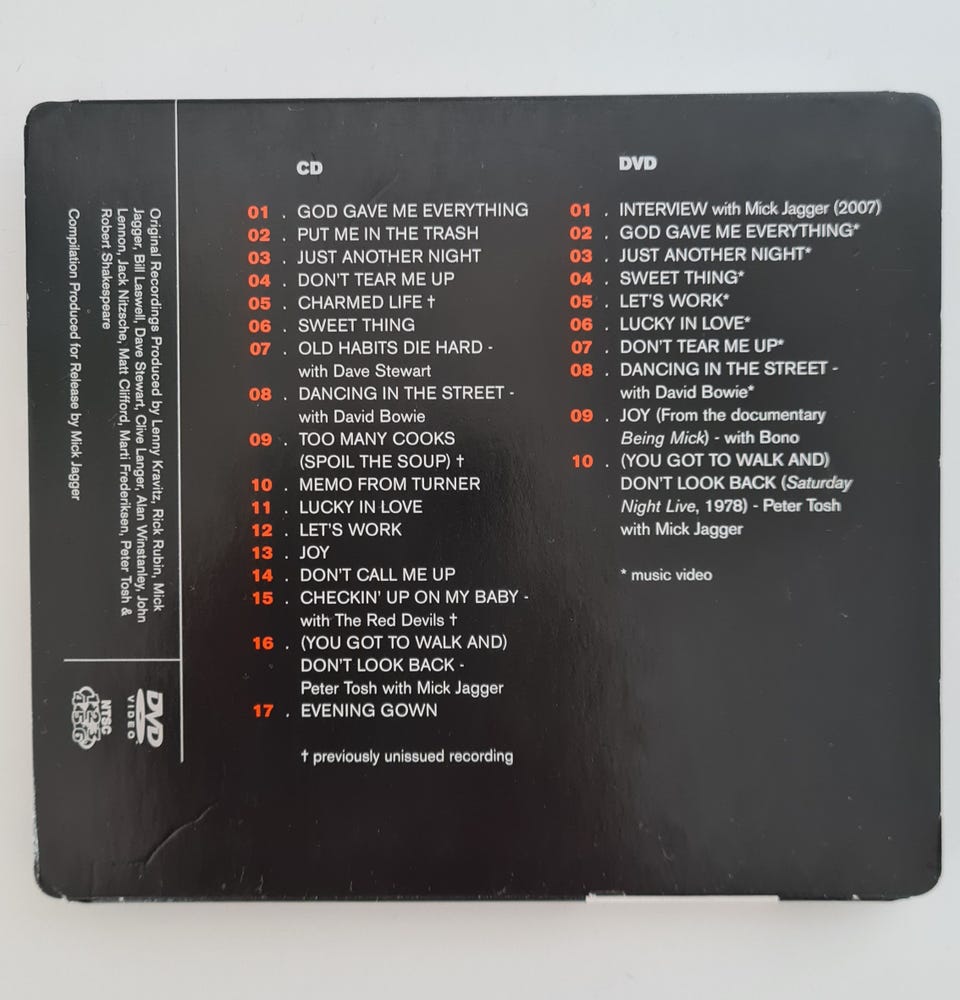 CD
01 . GOD GAVE ME EVERYTHING
02 . PUT ME IN THE TRASH
03 . JUST ANOTHER NIGHT
04 . DON'T TEAR ME UP
05 . CHARMED LIFE †
06 . SWEET THING
07 . OLD HABITS DIE HARD -
with Dave Stewart
08 . DANCING IN THE STREET -
with David Bowie
09 . TOO MANY COOKS
(SPOIL THE SOUP) †
10 . MEMO FROM TURNER
11 . LUCKY IN LOVE
12 . LET'S WORK
13 . JOY
14 . DON'T CALL ME UP
15 . CHECKIN' UP ON MY BABY -
with The Red Devils †
16 . (YOU GOT TO WALK AND)
DON'T LOOK BACK -
Peter Tosh with Mick Jagger
17 . EVENING GOWN
† previously unissued recording
DVD
01 . INTERVIEW with Mick Jagger (2007)
02 . GOD GAVE ME EVERYTHING*
03 . JUST ANOTHER NIGHT*
04 . SWEET THING*
05 . LET'S WORK*
06 . LUCKY IN LOVE*
07 . DON'T TEAR ME UP*
08 . DANCING IN THE STREET -
with David Bowie*
09 . JOY (From the documentary
Being Mick) - with Bono
10 . (YOU GOT TO WALK AND)
DON'T LOOK BACK (Saturday
Night Live, 1978) - Peter Tosh
with Mick Jagger
* music video
Original Recordings Produced by Lenny Kravitz, Rick Rubin, Mick
Jagger, Bill Laswell, Dave Stewart, Clive Langer, Alan Winstanley, John
Lennon, Jack Nitzsche, Matt Clifford, Marti Frederiksen, Peter Tosh &
Robert Shakespeare
Compilation Produced for Release by Mick Jagger
DVD
VIDEO
NTSC
1 2 3
4 5 6